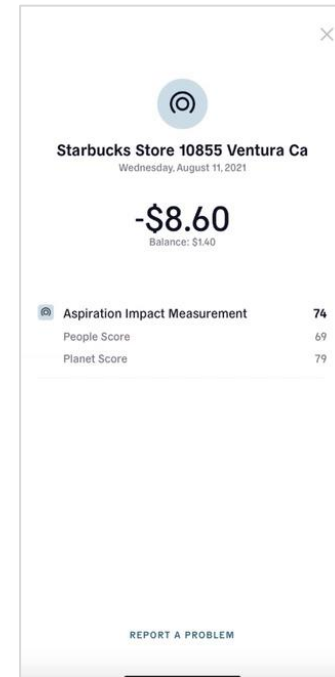 Starbucks Store 10855 Ventura Ca
Wednesday, August 11, 2021
-$8.60
Balance: $1.40
Aspiration Impact Measurement 74
People Score 69
Planet Score 79
REPORT A PROBLEM